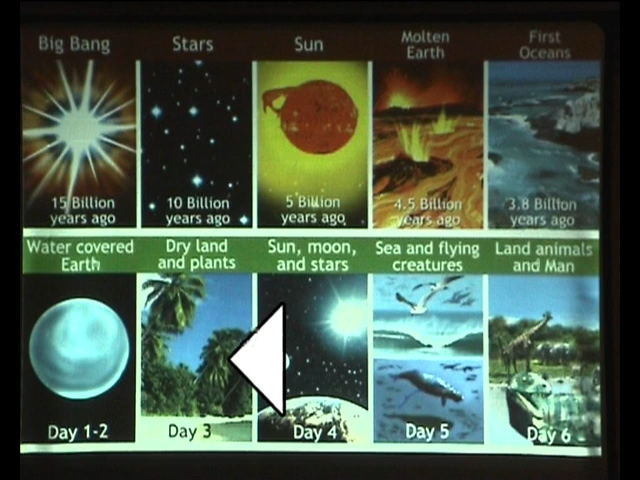 Big Bang
Stars
Sun
Molten
Earth
First
Oceans
15 Billion
years ago
10 Billion
years ago
5 Billion
years ago
4.5 Billion
years ago
3.8 Billion
years ago
Water covered
Earth
Dry land
and plants
Sun, moon,
and stars
Sea and flying
creatures
Land animals
and Man
Day 1-2
Day 3
Day 4
Day 5
Day 6